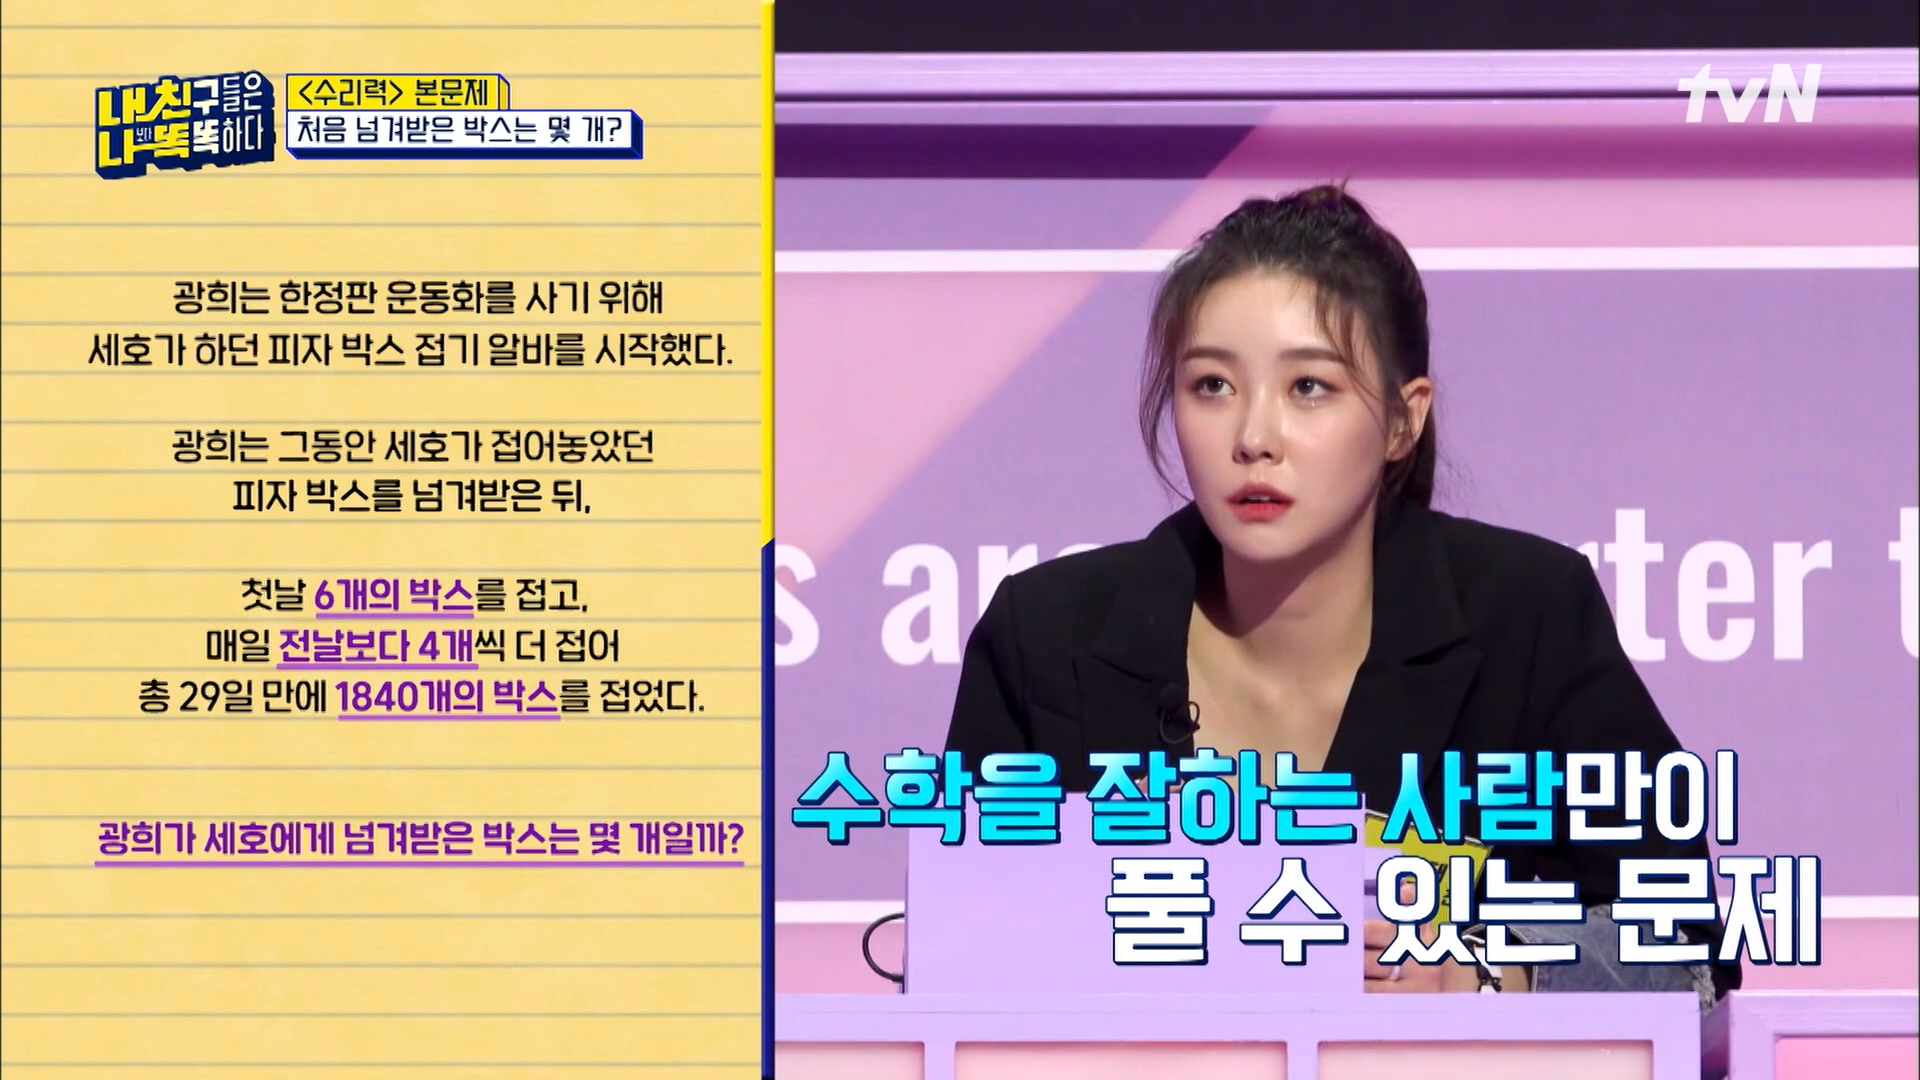 내 친구들은
나보다 똑똑하다
<수리력> 본문제
처음 넘겨받은 박스는 몇 개?
tvN
광희는 한정판 운동화를 사기 위해
세호가 하던 피자 박스 접기 알바를 시작했다.
광희는 그동안 세호가 접어놓았던
피자 박스를 넘겨받은 뒤,
첫날 6개의 박스를 접고,
매일 전날보다 4개씩 더 접어
총 29일 만에 1840개의 박스를 접었다.
광희가 세호에게 넘겨받은 박스는 몇 개일까?
s ar rter t
수학을 잘하는 사람만이
풀 수 있는 문제